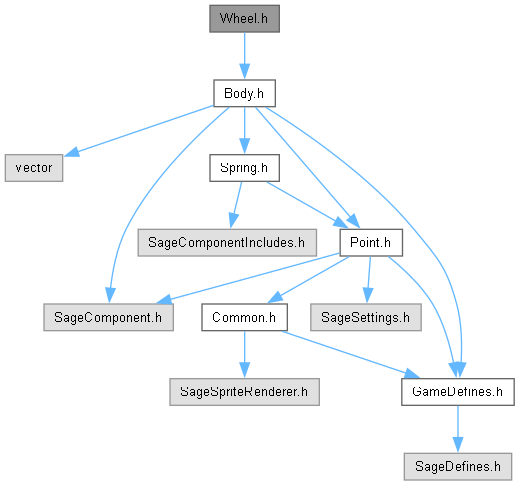 Wheel.h
Body.h
vector
Spring.h
SageComponentIncludes.h
Point.h
SageComponent.h
Common.h
SageSettings.h
SageSpriteRenderer.h
GameDefines.h
SageDefines.h